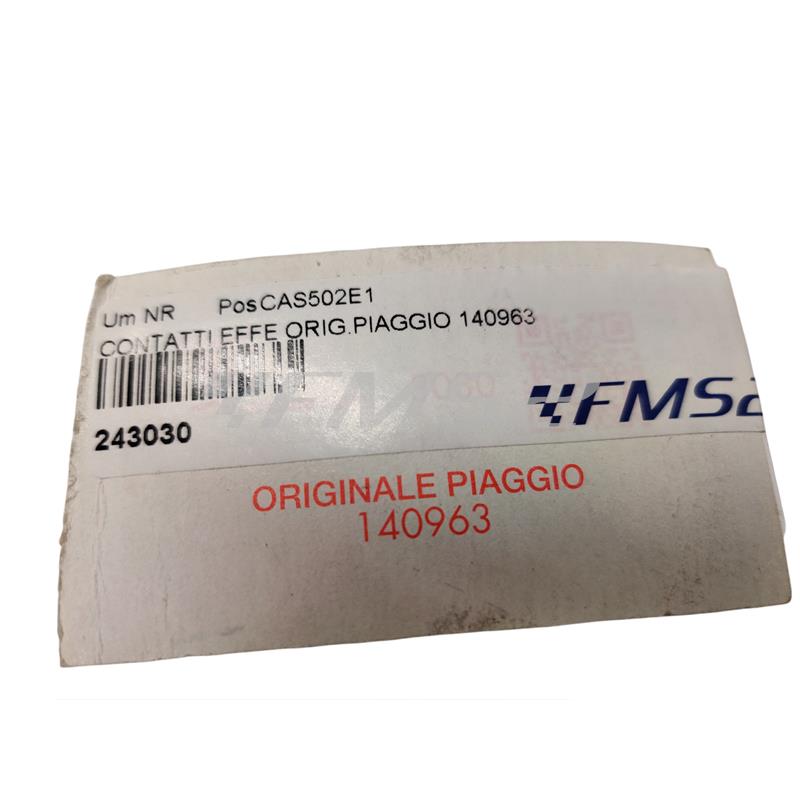 Um NR PosCAS502E1
CONTATTI EFFE ORIG.PIAGGIO 140963
243030
FMS
ORIGINALE PIAGGIO
140963